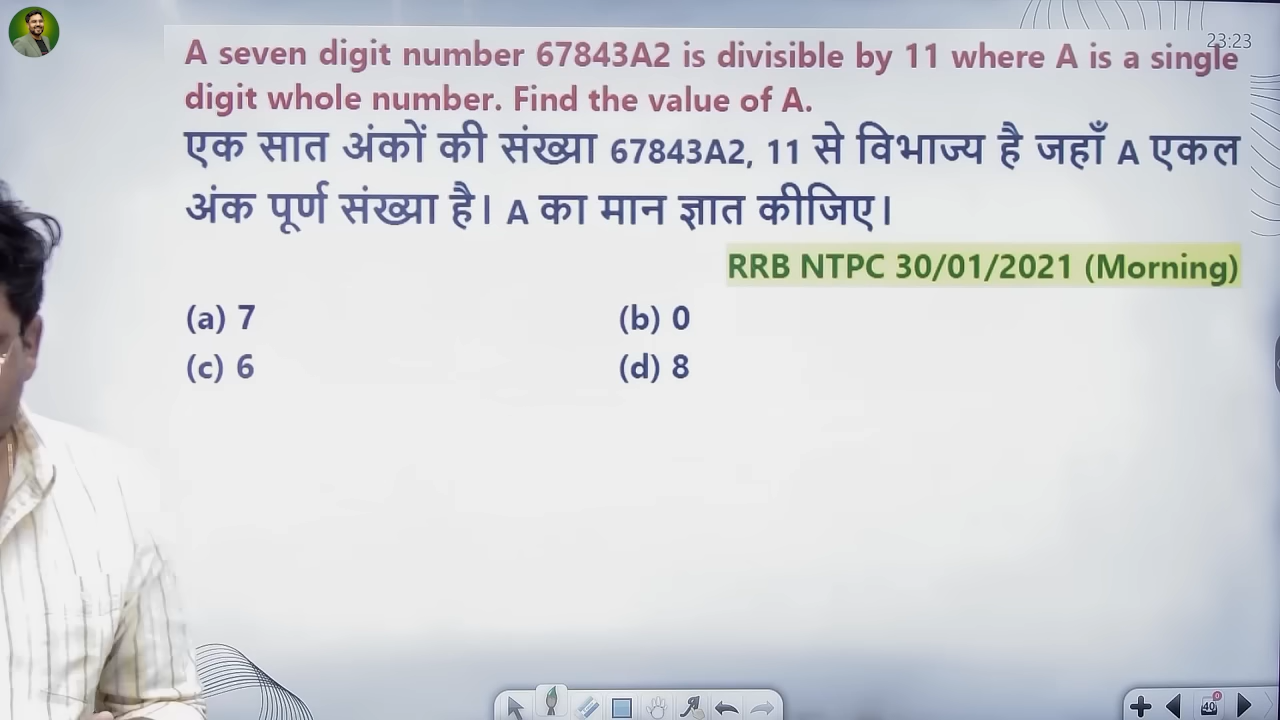 23:23
A seven digit number 67843A2 is divisible by 11 where A is a single
digit whole number. Find the value of A.
एक सात अंकों की संख्या 67843A2, 11 से विभाज्य है जहाँ A एकल
अंक पूर्ण संख्या है। A का मान ज्ञात कीजिए।
RRB NTPC 30/01/2021 (Morning)
(a) 7 (b) 0
(c) 6 (d) 8
40
0